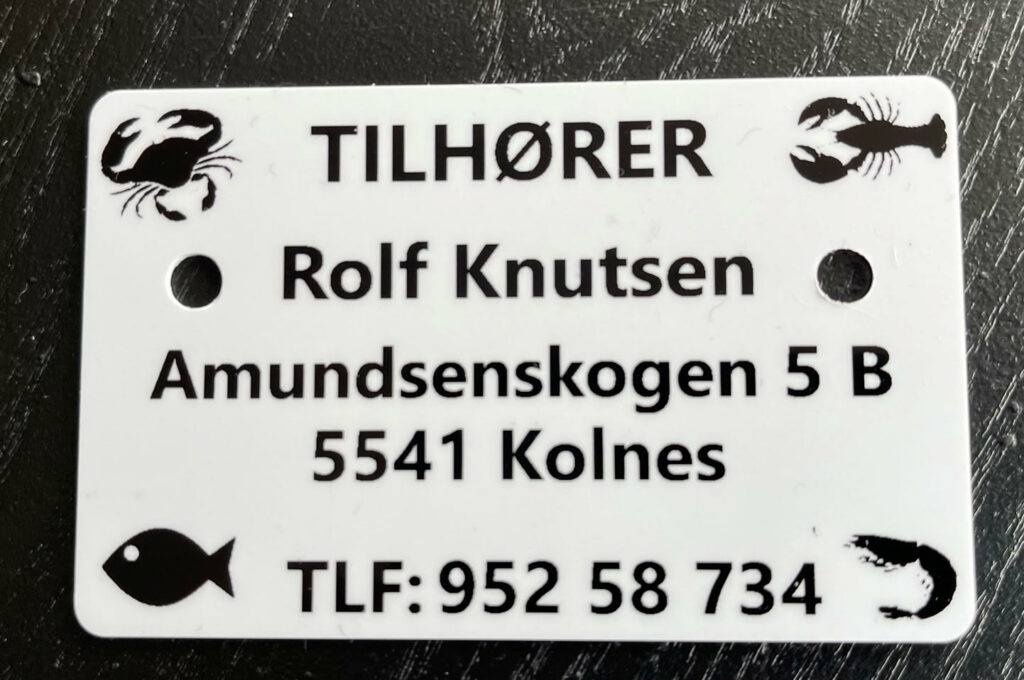 TILHØRER
Rolf Knutsen
Amundsenskogen 5 B
5541 Kolnes
TLF: 952 58 734